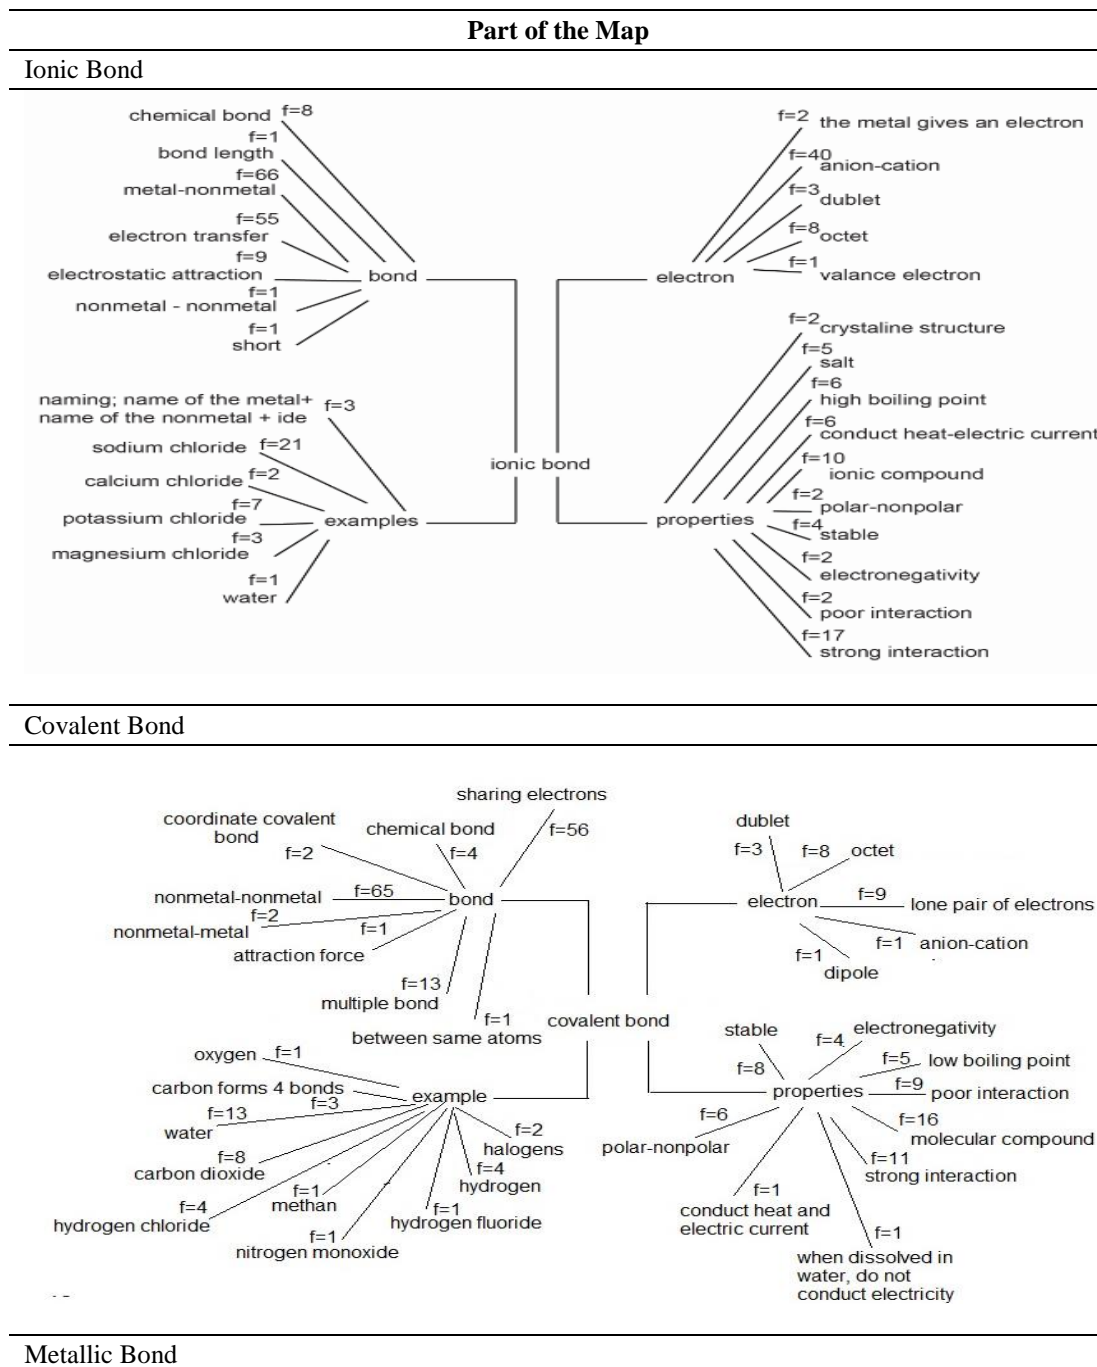 Part of the Map
Ionic Bond
chemical bond f=8
f=1
bond length
f=66
metal-nonmetal
f=55
electron transfer
f=9
electrostatic attraction
f=1
nonmetal - nonmetal
f=1
short
bond
f=2 the metal gives an electron
f=40
anion-cation
f=3
dublet
f=8
octet
f=1
valance electron
electron
naming; name of the metal+
name of the nonmetal + ide
f=3
sodium chloride f=21
calcium chloride f=2
f=7
potassium chloride
f=3
magnesium chloride
f=1
water
examples
ionic bond
f=2
crystaline structure
f=5
salt
f=6
high boiling point
f=6
conduct heat-electric current
f=10
ionic compound
f=2
polar-nonpolar
f=4
stable
f=2
electronegativity
f=2
poor interaction
f=17
strong interaction
properties
Covalent Bond
sharing electrons
f=56
coordinate covalent
bond
f=2
chemical bond
f=4
nonmetal-nonmetal f=65
bond
f=2
nonmetal-metal
f=1
attraction force
f=13
multiple bond
f=1
between same atoms
dublet
f=3
f=8 octet
electron
f=9
lone pair of electrons
f=1 anion-cation
f=1
dipole
covalent bond
oxygen f=1
carbon forms 4 bonds
f=3
example
f=13
water
f=8
carbon dioxide
f=4
hydrogen chloride
f=1
methan
f=1
nitrogen monoxide
f=1
hydrogen fluoride
f=4
hydrogen
f=2
halogens
stable
f=8
electronegativity
f=4
f=5 low boiling point
properties
f=9
poor interaction
f=16
molecular compound
f=11
strong interaction
f=6
polar-nonpolar
f=1
conduct heat and
electric current
f=1
when dissolved in
water, do not
conduct electricity
Metallic Bond